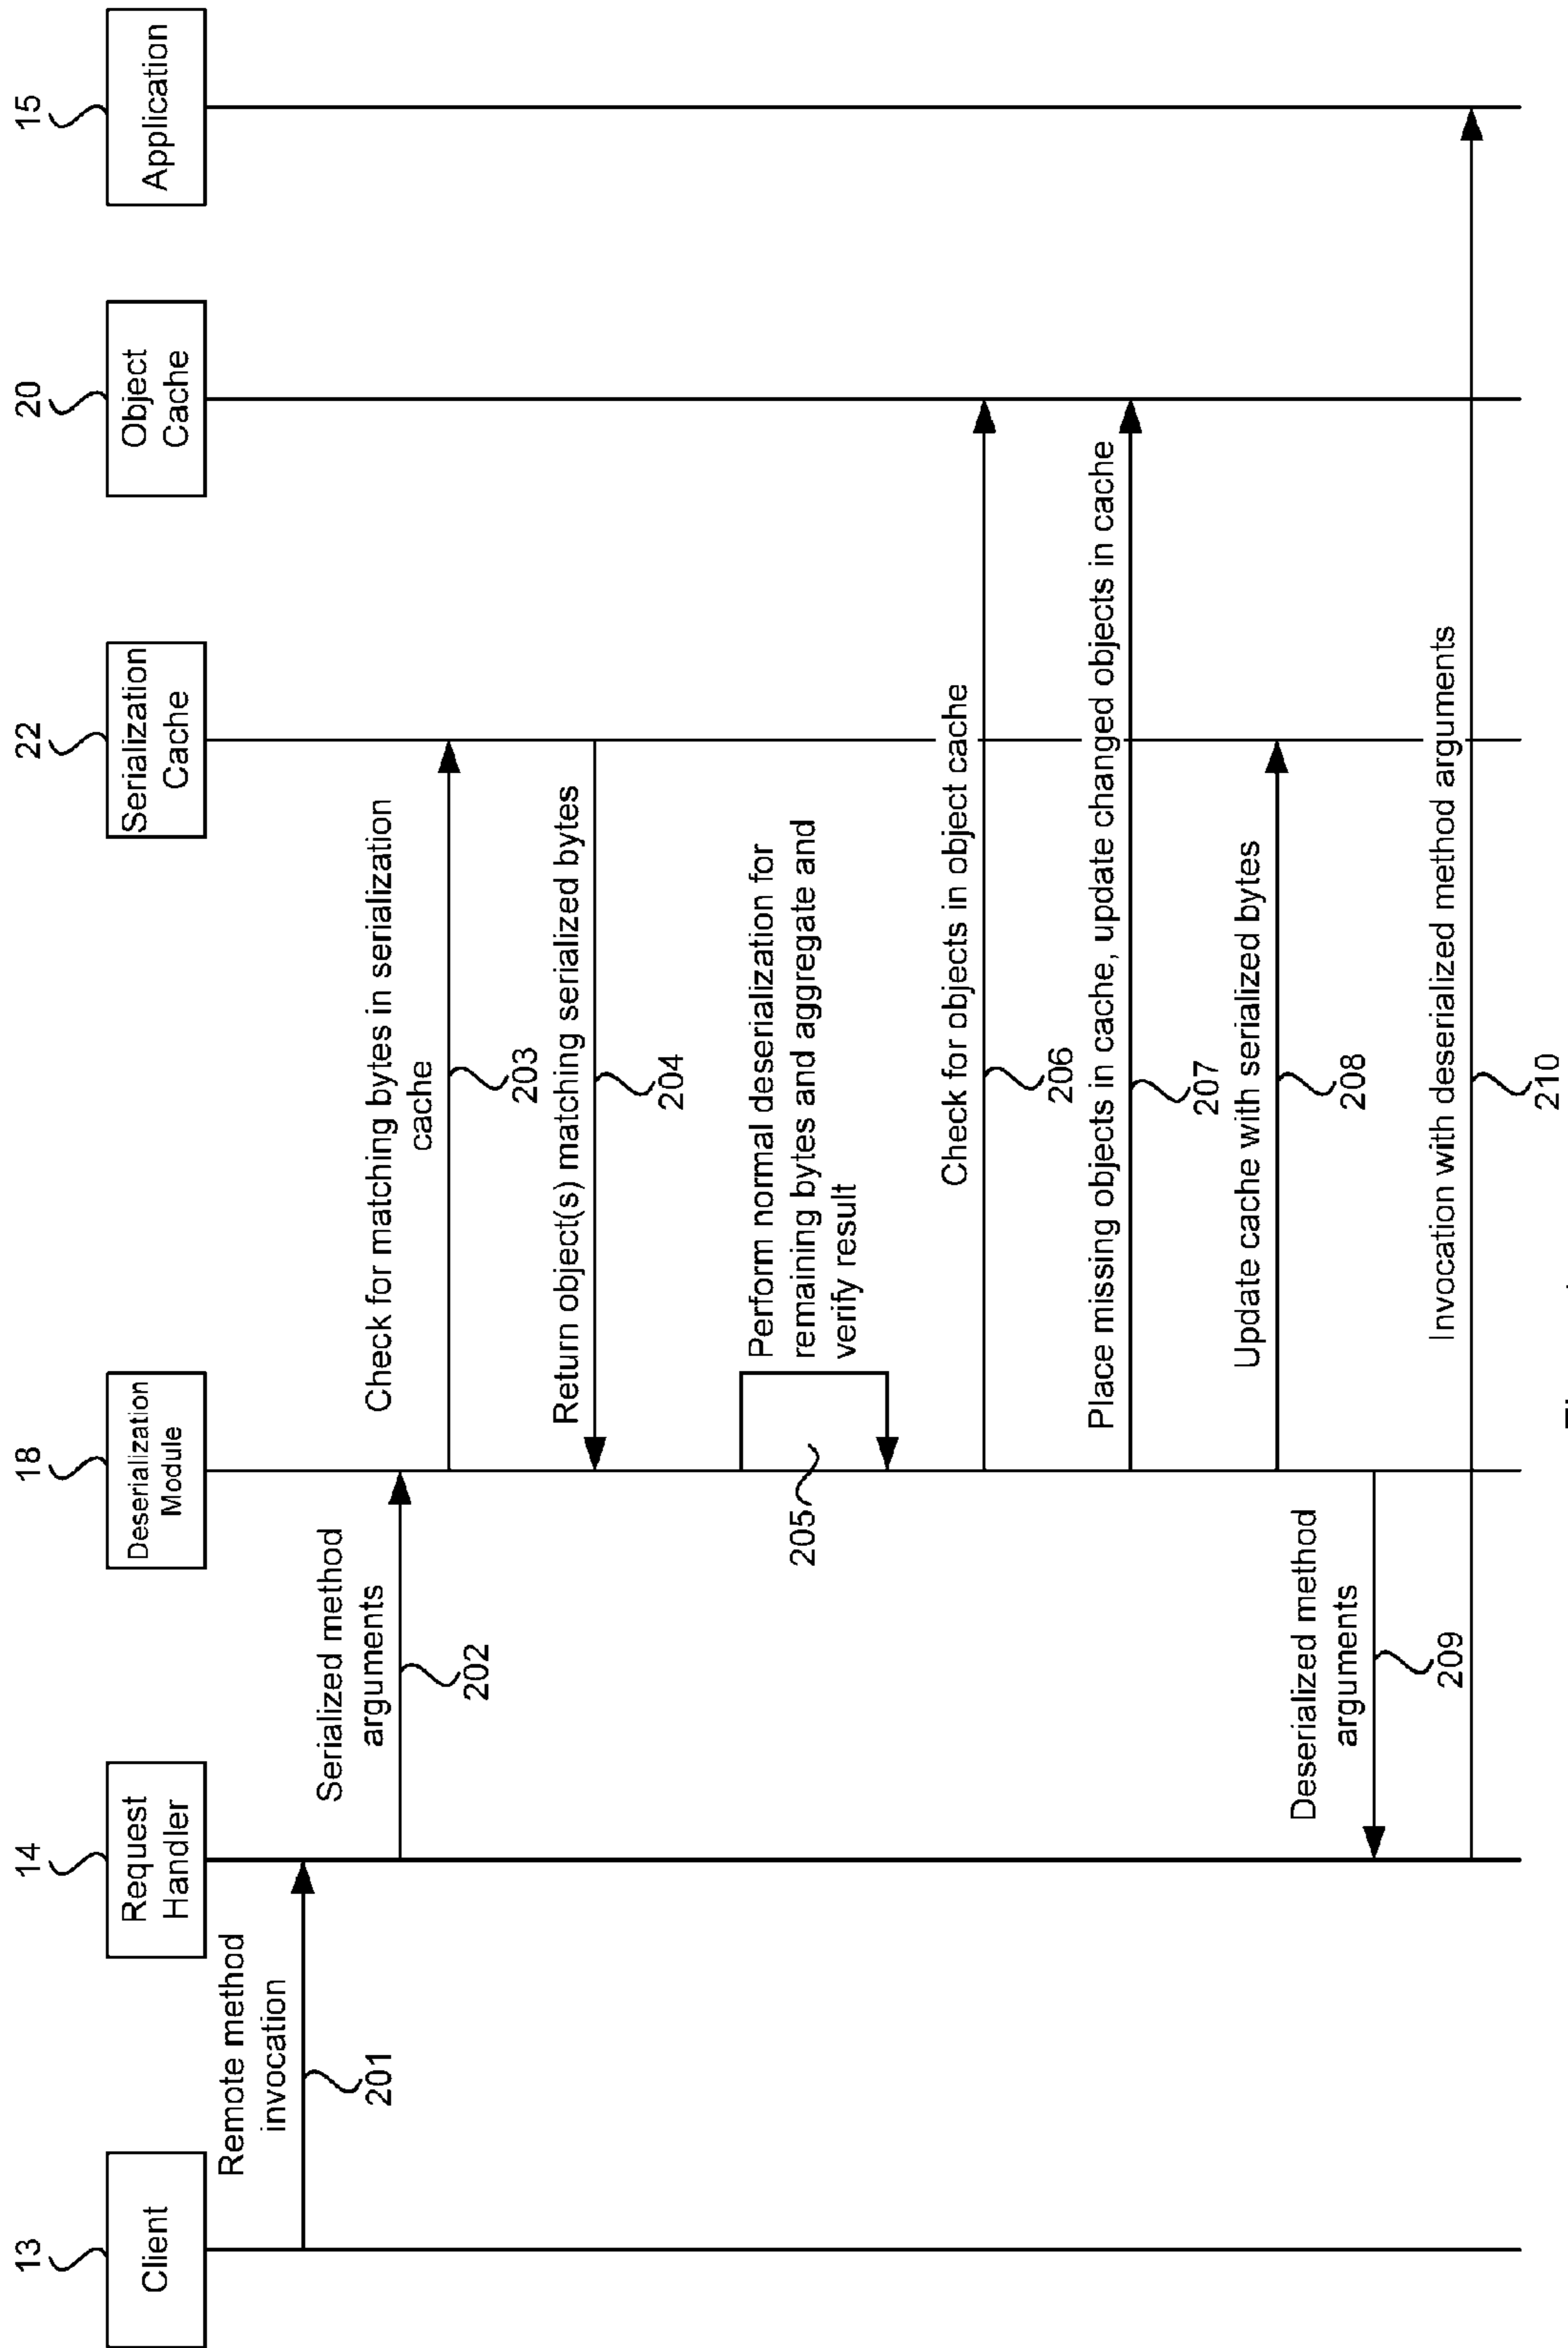 13
14
18
22
20
15
Client
Request
Handler
Deserialization
Module
Serialization
Cache
Object
Cache
Application
Remote method
invocation
201
Serialized method
arguments
202
Check for matching bytes in serialization
cache
203
Return object(s) matching serialized bytes
204
Perform normal deserialization for
remaining bytes and aggregate and
verify result
205
Check for objects in object cache
206
Place missing objects in cache, update changed objects in cache
207
Update cache with serialized bytes
208
Deserialized method
arguments
209
Invocation with deserialized method arguments
210